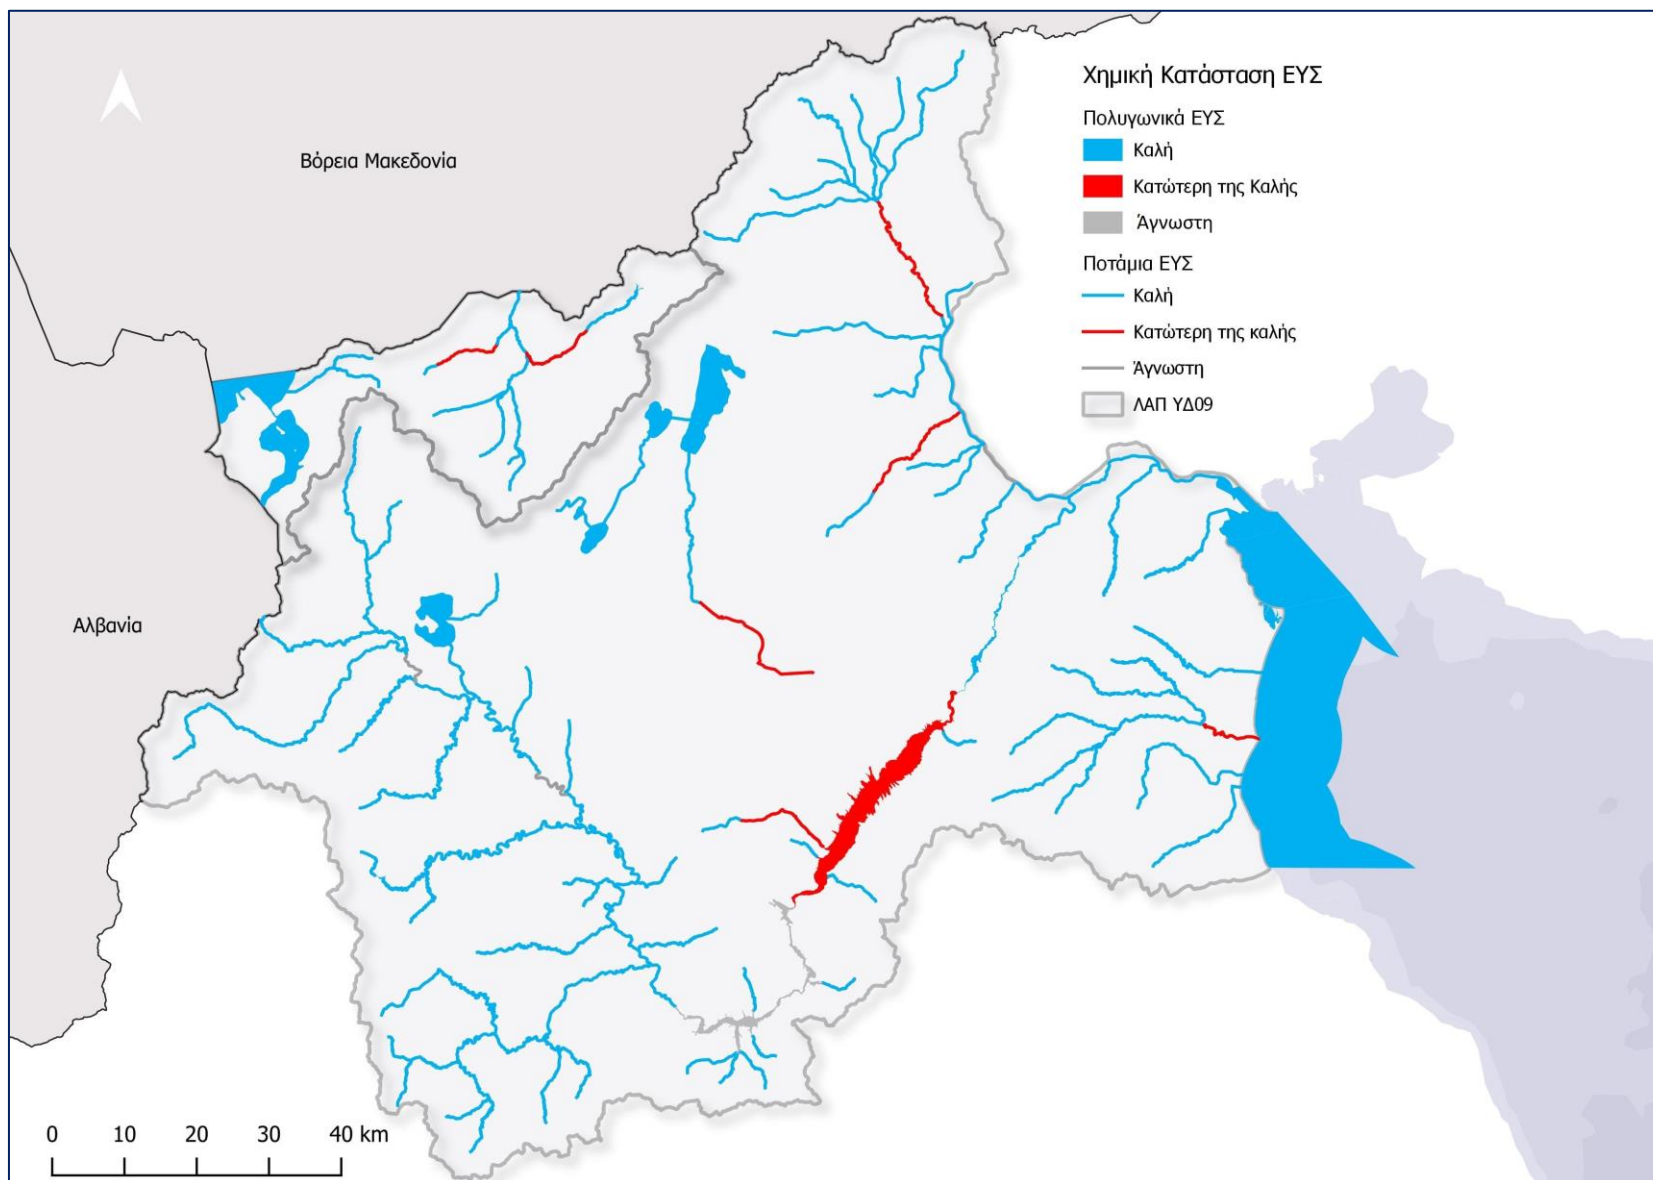 Χημική Κατάσταση ΕΥΣ
Πολυγωνικά ΕΥΣ
Καλή
Κατώτερη της Καλής
Άγνωστη
Ποτάμια ΕΥΣ
Καλή
Κατώτερη της καλής
Άγνωστη
ΛΑΠ ΥΔ09
Βόρεια Μακεδονία
Αλβανία
0 10 20 30 40 km